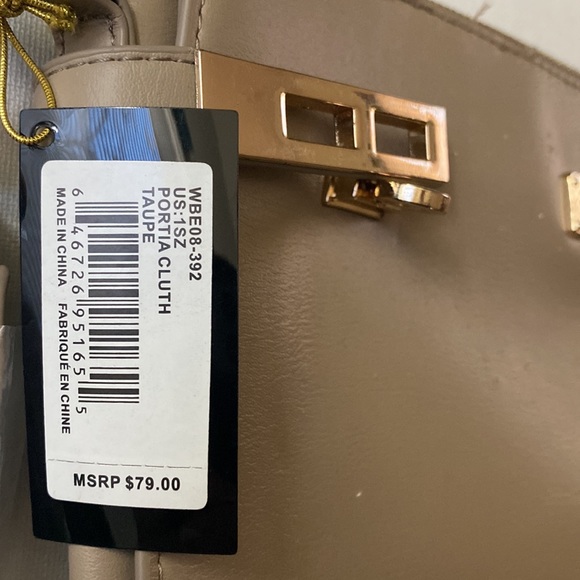 WBE08-392
US:1SZ
PORTIA CLUTH
TAUPE
6 46726 95165 5
MADE IN CHINA FABRIQUÉ EN CHINE
MSRP $79.00